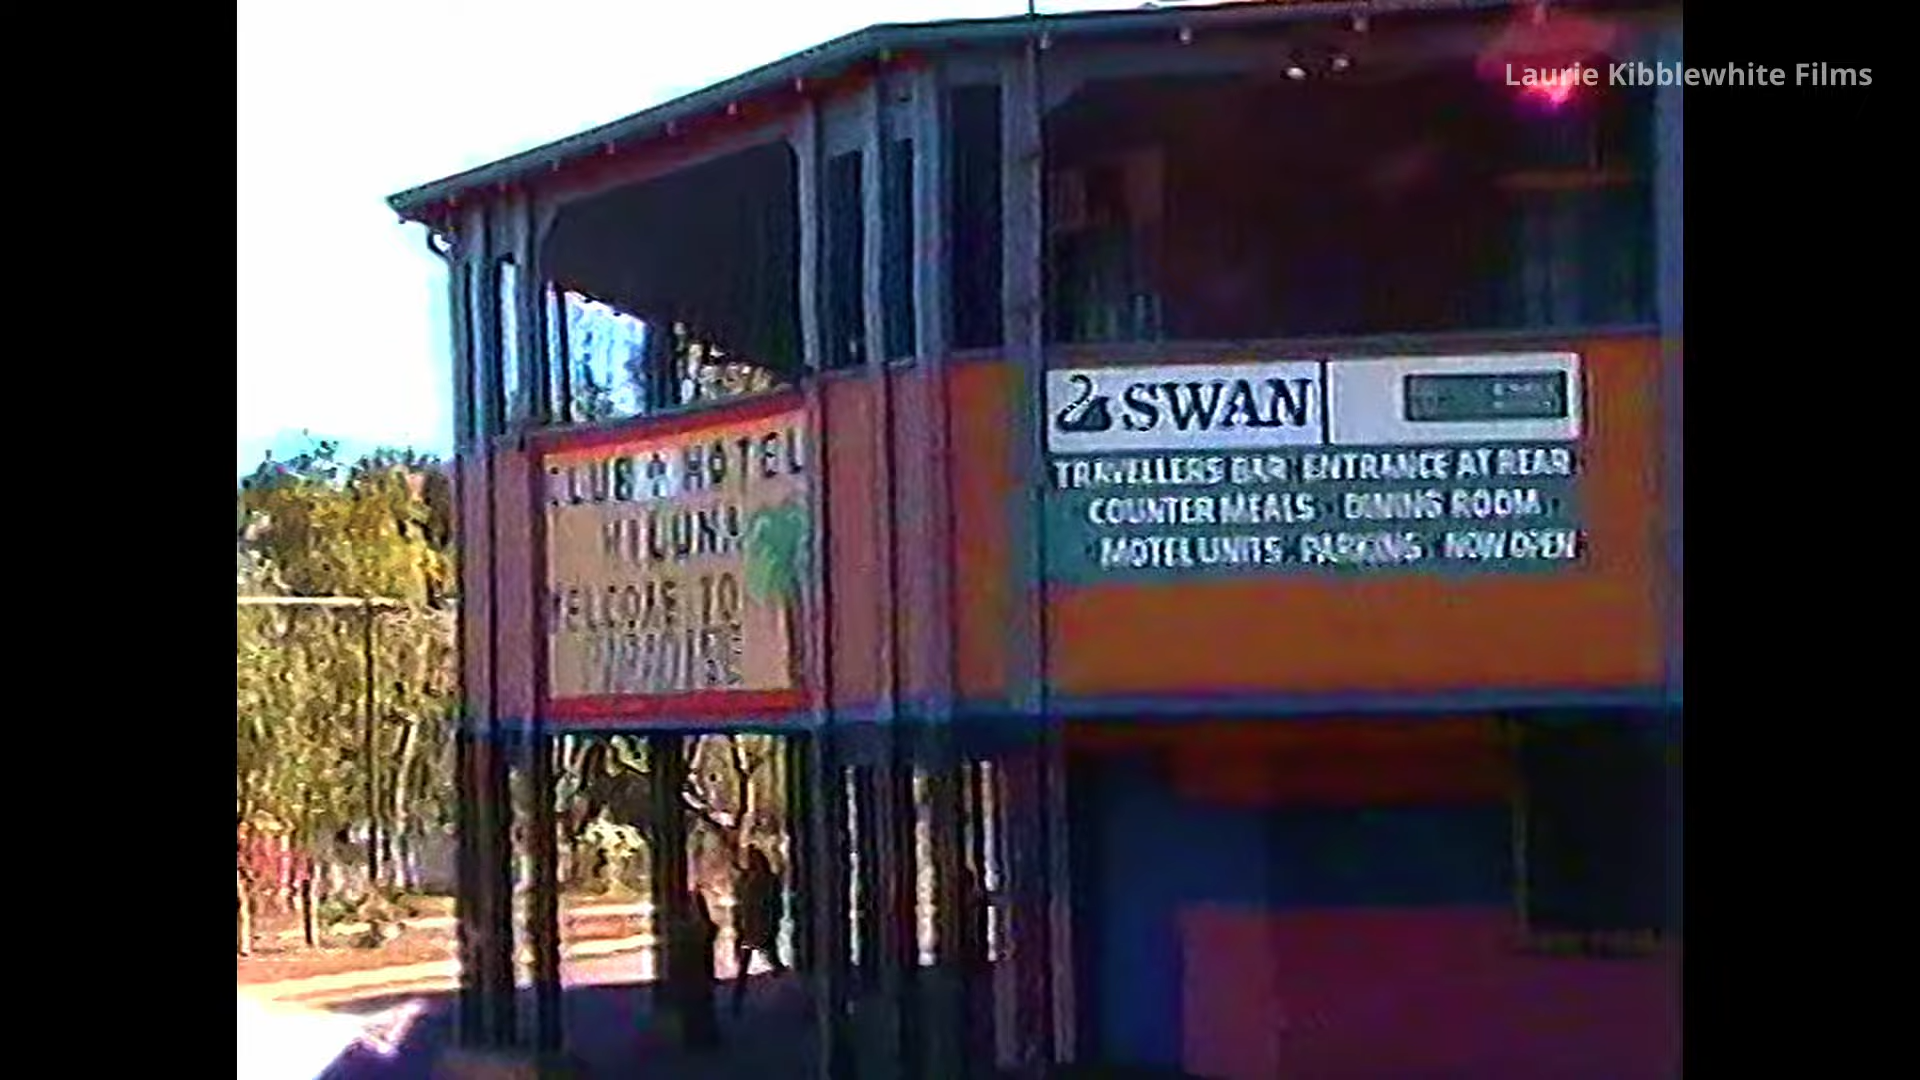 Laurie Kibblewhite Films
CLUB HOTEL
WILUNA
WELCOME TO
SWAN
TRAVELLERS BAR ENTRANCE AT REAR
COUNTER MEALS · DINING ROOM ·
· MOTEL UNITS · PARKING · NOW OPEN